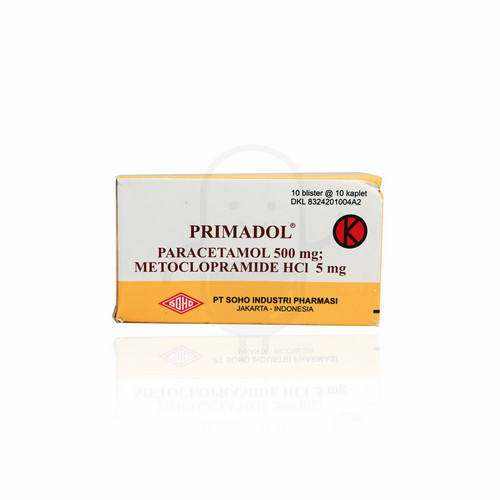 10 blister @ 10 kaplet
DKL 8324201004A2
K
PRIMADOL®
PARACETAMOL 500 mg;
METOCLOPRAMIDE HCl 5 mg
SOHO
PT SOHO INDUSTRI PHARMASI
JAKARTA - INDONESIA